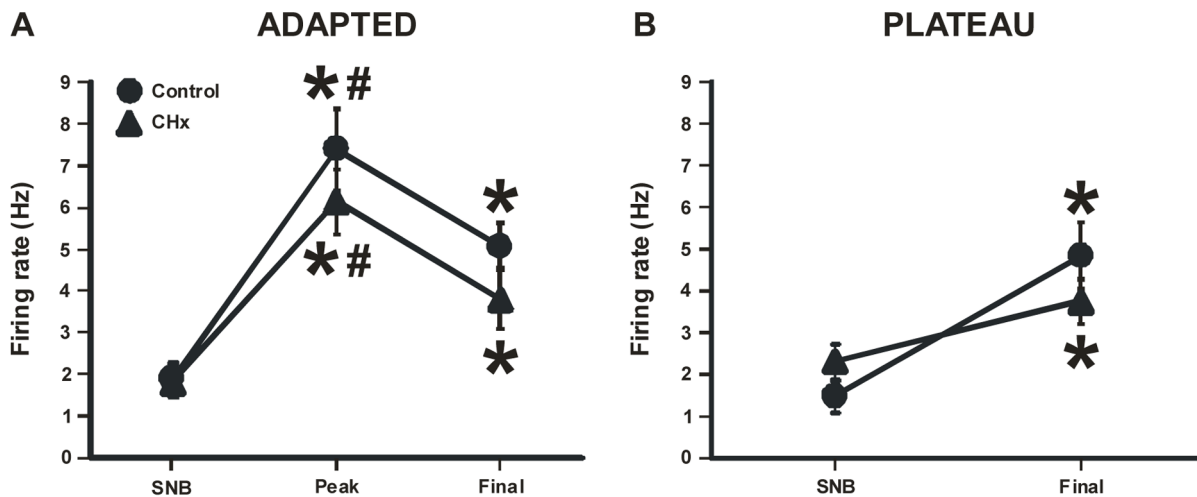 A
ADAPTED
Control
CHx
Firing rate (Hz)
9
8
7
6
5
4
3
2
1
0
* #
* #
*
*
SNB
Peak
Final
B
PLATEAU
Firing rate (Hz)
9
8
7
6
5
4
3
2
1
0
*
*
SNB
Final